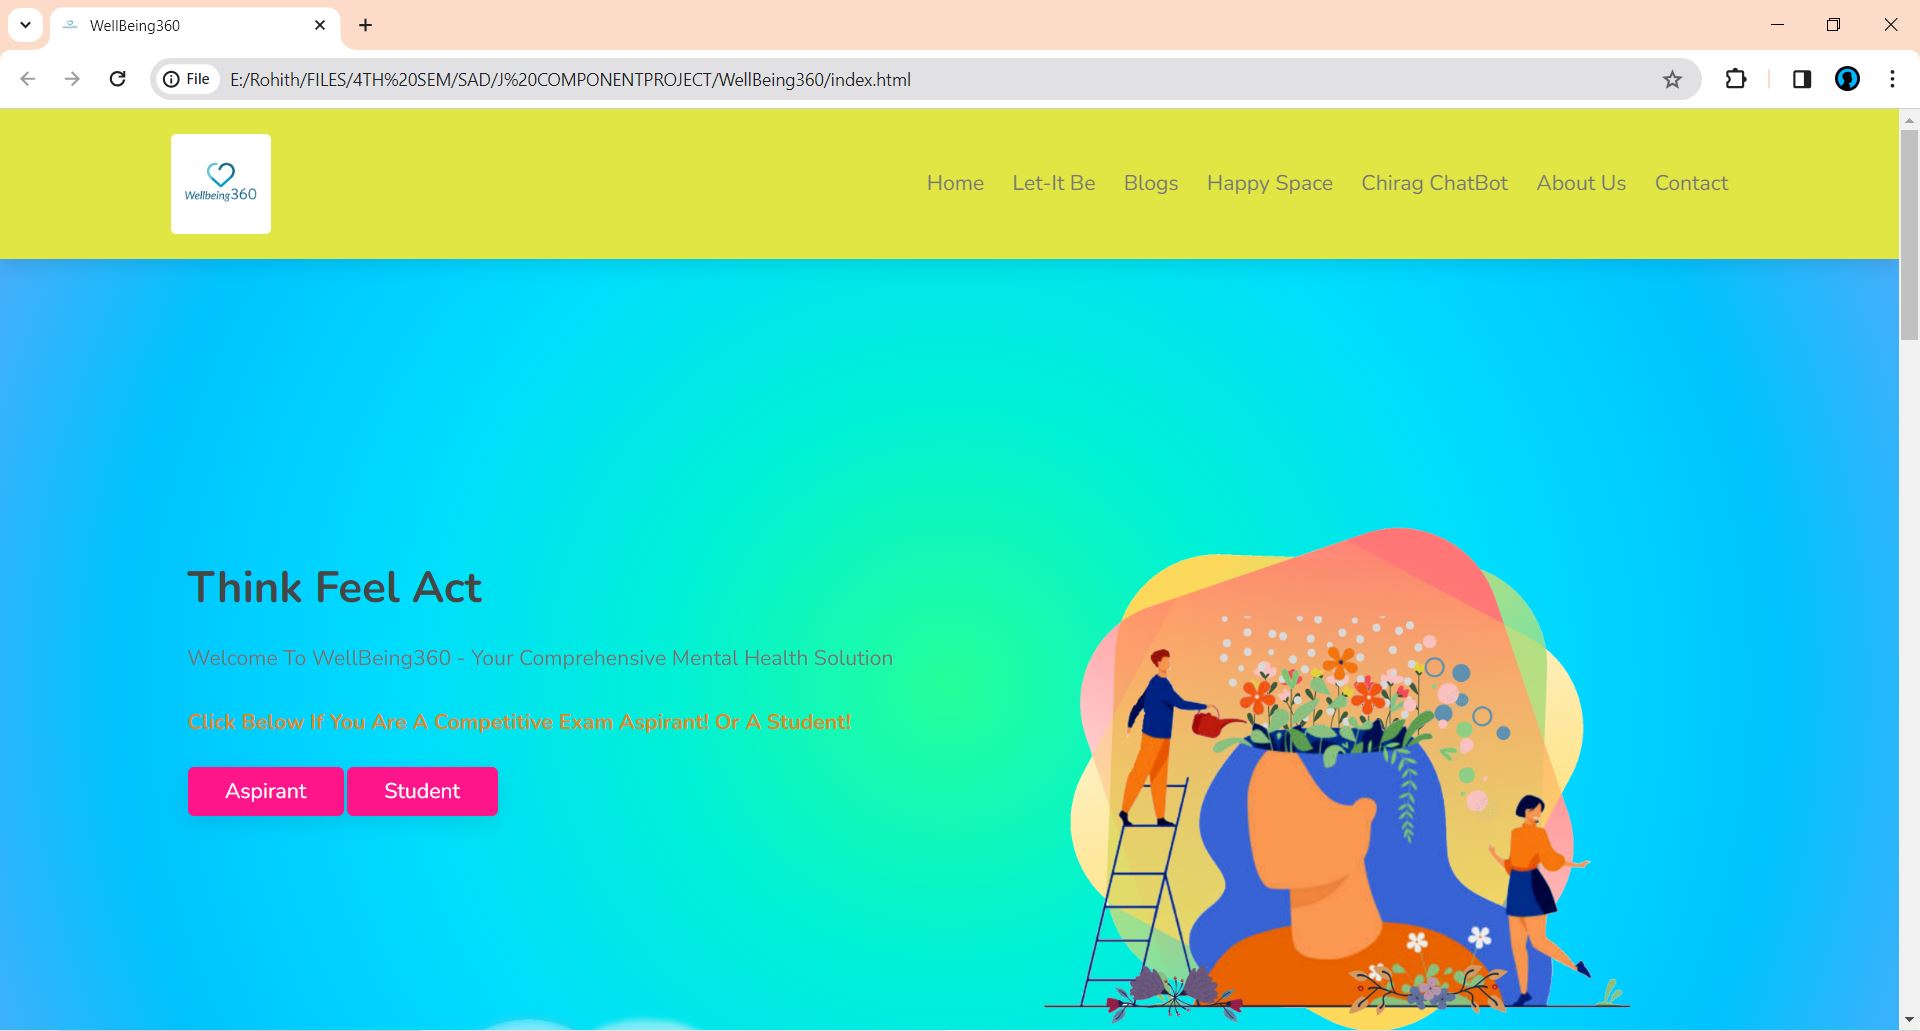 WellBeing360
File E:/Rohith/FILES/4TH%20SEM/SAD/J%20COMPONENTPROJECT/WellBeing360/index.html
Wellbeing360
Home Let-It Be Blogs Happy Space Chirag ChatBot About Us Contact
Think Feel Act
Welcome To WellBeing360 - Your Comprehensive Mental Health Solution
Click Below If You Are A Competitive Exam Aspirant! Or A Student!
Aspirant Student